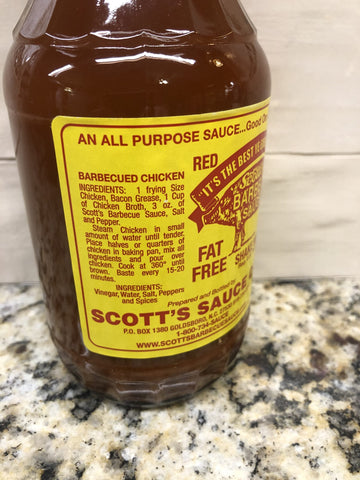 AN ALL PURPOSE SAUCE...Good On
RED
"IT'S THE BEST
BARBECUED CHICKEN
INGREDIENTS: 1 frying Size
Chicken, Bacon Grease, 1 Cup
of Chicken Broth, 3 oz. of
Scott's Barbecue Sauce, Salt
and Pepper.
Steam Chicken in small
amount of water until tender.
Place halves or quarters of
chicken in baking pan, mix all
ingredients and pour over
chicken. Cook at 360° until
brown. Baste every 15-20
min.
INGREDIENTS:
Vinegar, Water, Salt, Peppers
and Spices
FAT
FREE
Prepared and Bottled by
SCOTT'S SAUCE
P.O. BOX 1380 GOLDSBORO, N.C.
1-800-734-SAUCE
WWW.SCOTTSBARBECUESAUCE